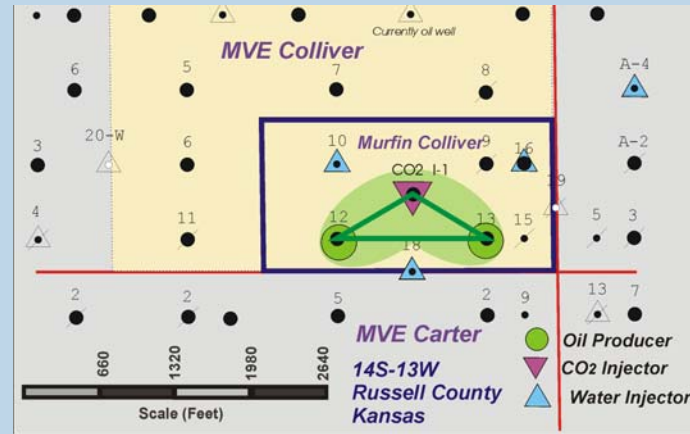 Currently oil well
MVE Colliver
6
5
7
8
A-4
20-W
3
6
10
Murfin Colliver
9
16
A-2
CO2 I-1
19
4
11
12
13
15
5
3
18
2
2
5
2
9
13
7
MVE Carter
Oil Producer
14S-13W
CO2 Injector
Russell County
Water Injector
Kansas
660
1320
1980
2640
Scale (Feet)